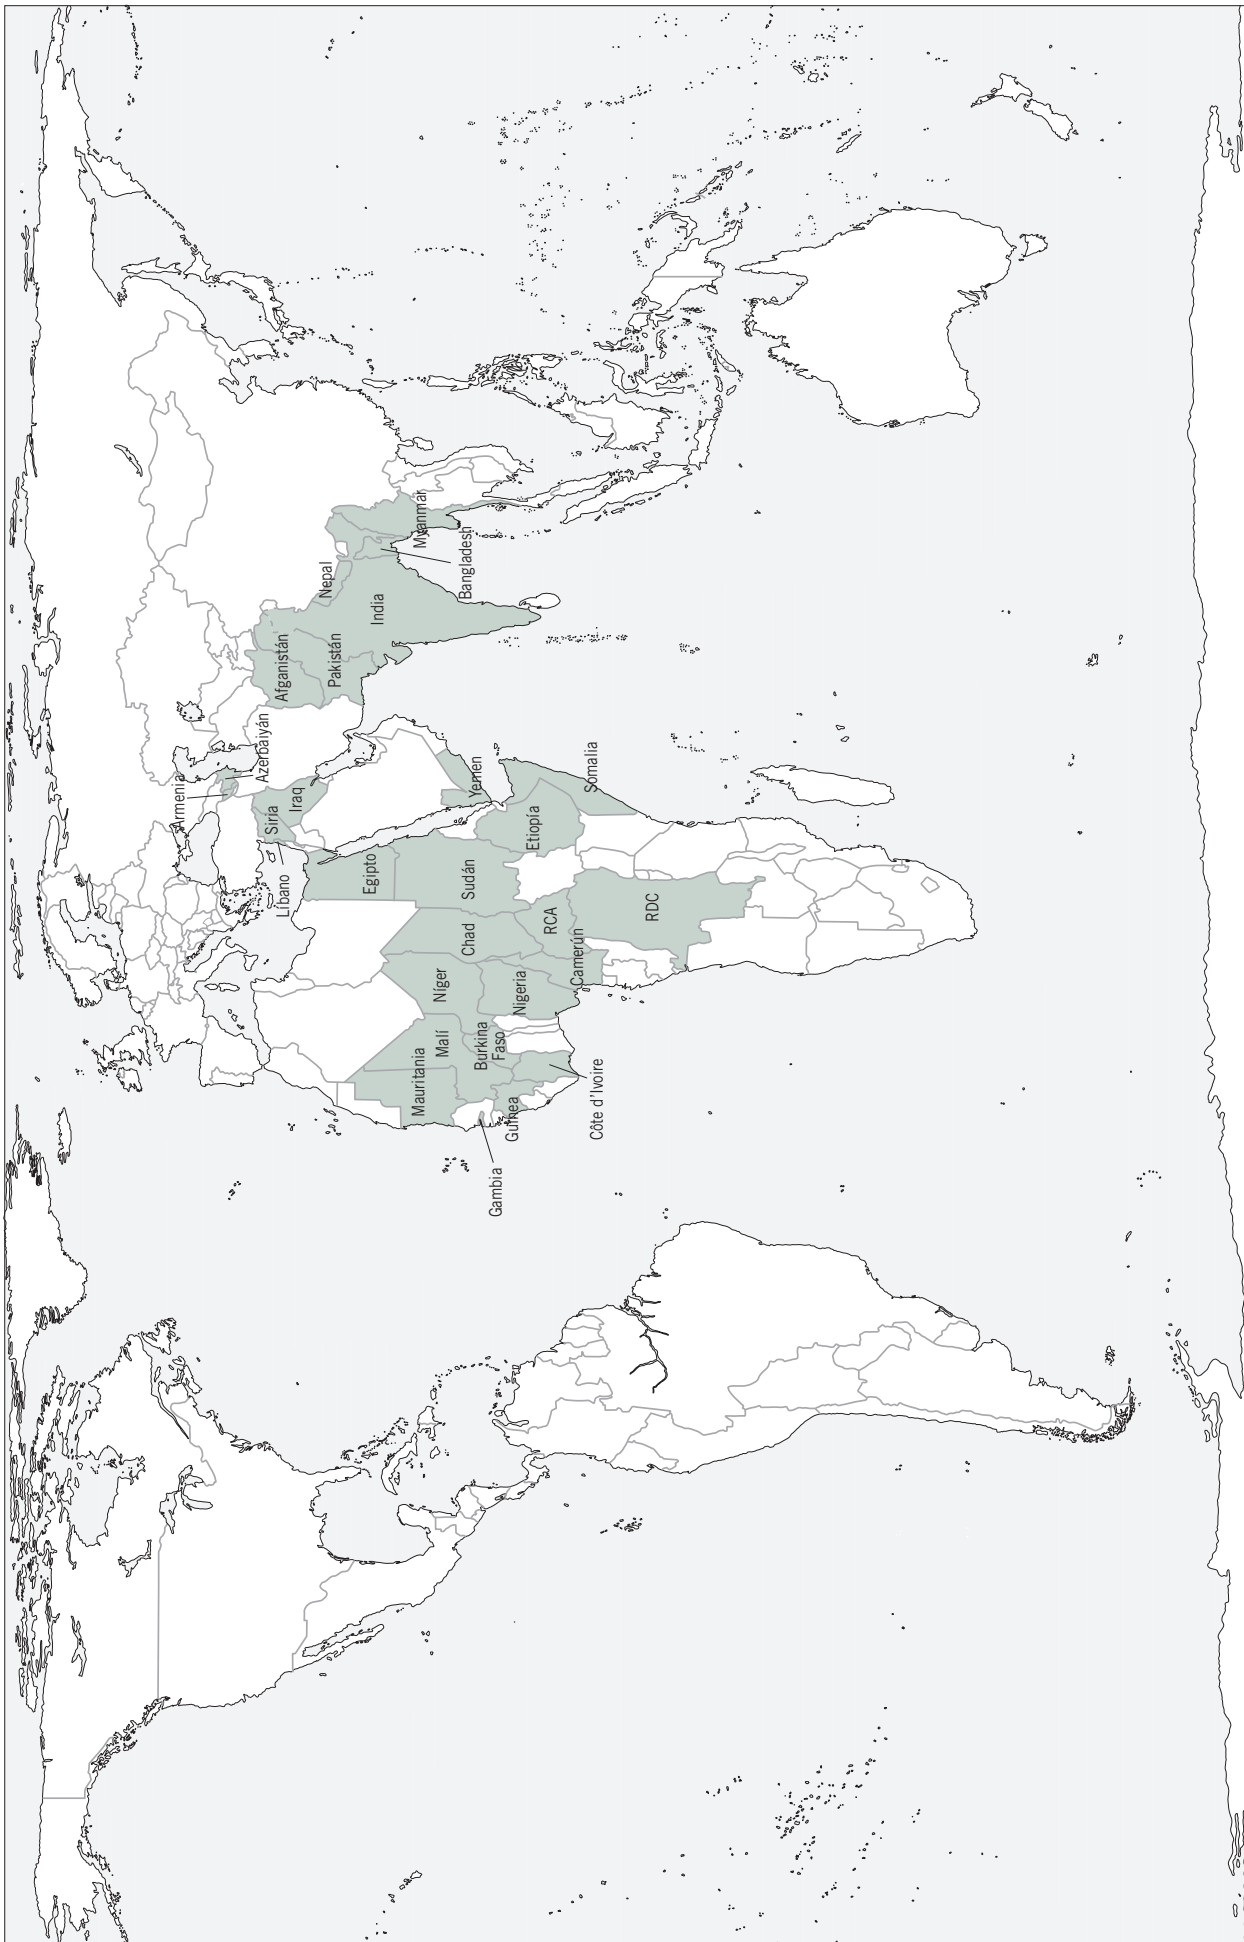 Armenia
Azerbaiyán
Siria
Iraq
Líbano
Afganistán
Pakistán
Nepal
India
Myanmar
Bangladesh
Egipto
Yemen
Mauritania
Malí
Níger
Chad
Sudán
Etiopía
Somalia
Gambia
Guinea
Burkina
Faso
Nigeria
Camerún
RCA
RDC
Côte d'Ivoire